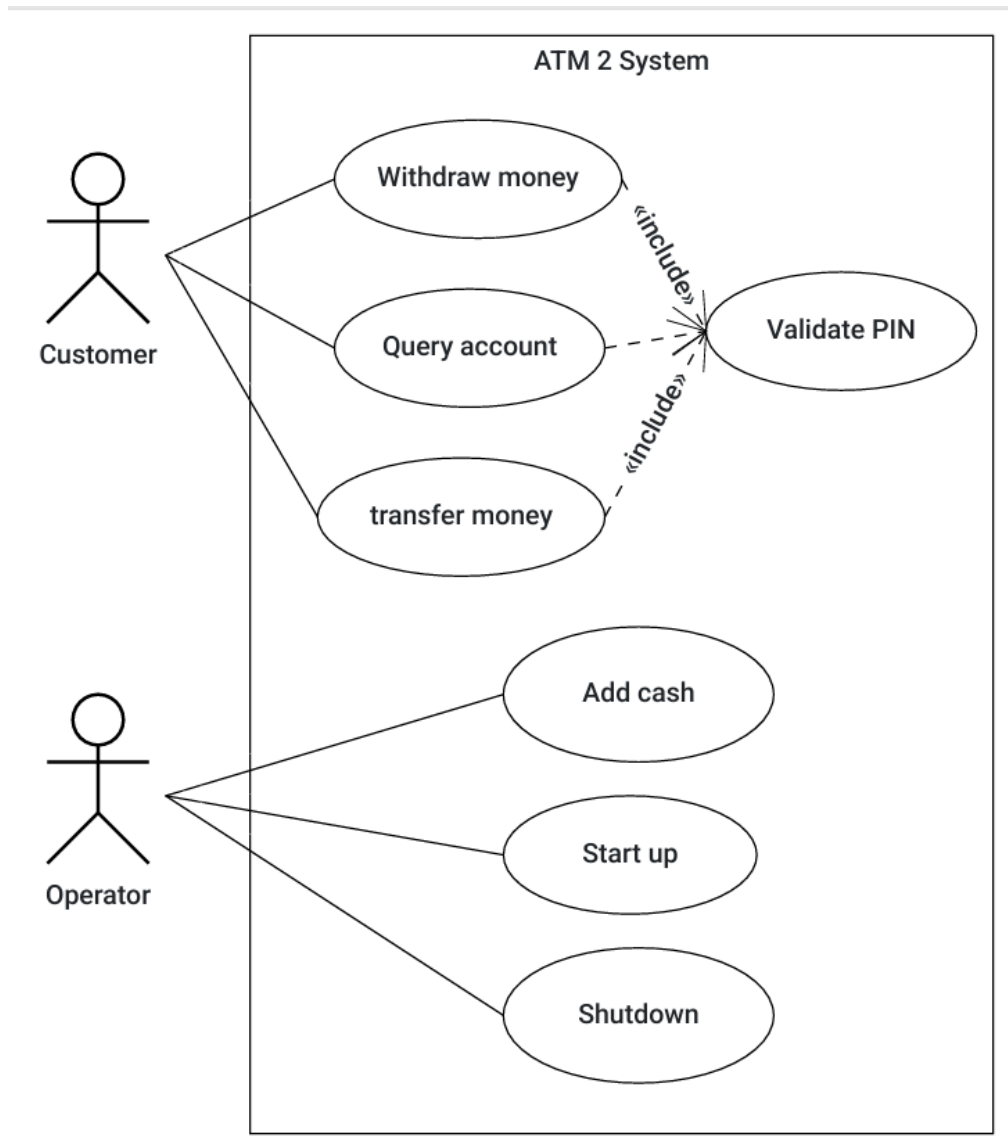 ATM 2 System
Withdraw money
«include»
Validate PIN
Query account
Customer
«include»
transfer money
Add cash
Start up
Operator
Shutdown